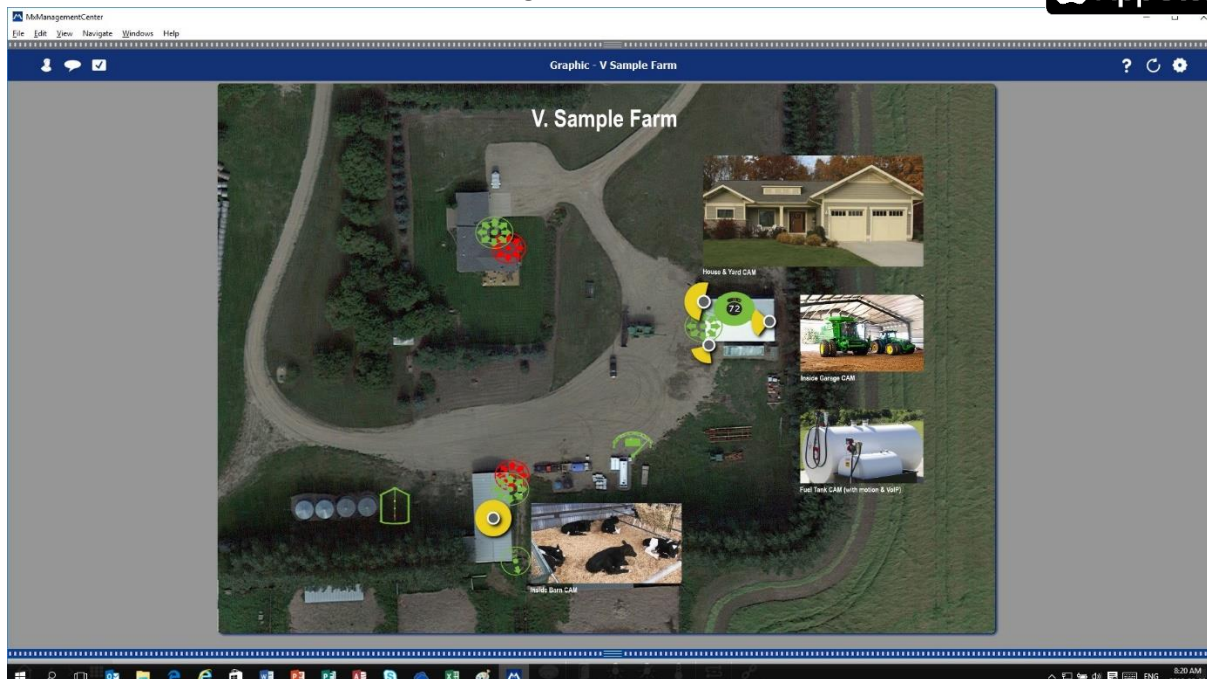 MxManagementCenter
File Edit View Navigate Windows Help
Graphic - V Sample Farm
?
V. Sample Farm
House & Yard CAM
72
Inside Garage CAM
Fuel Tank CAM (with motion & VoIP)
Inside Barn CAM
ENG
8:20 AM